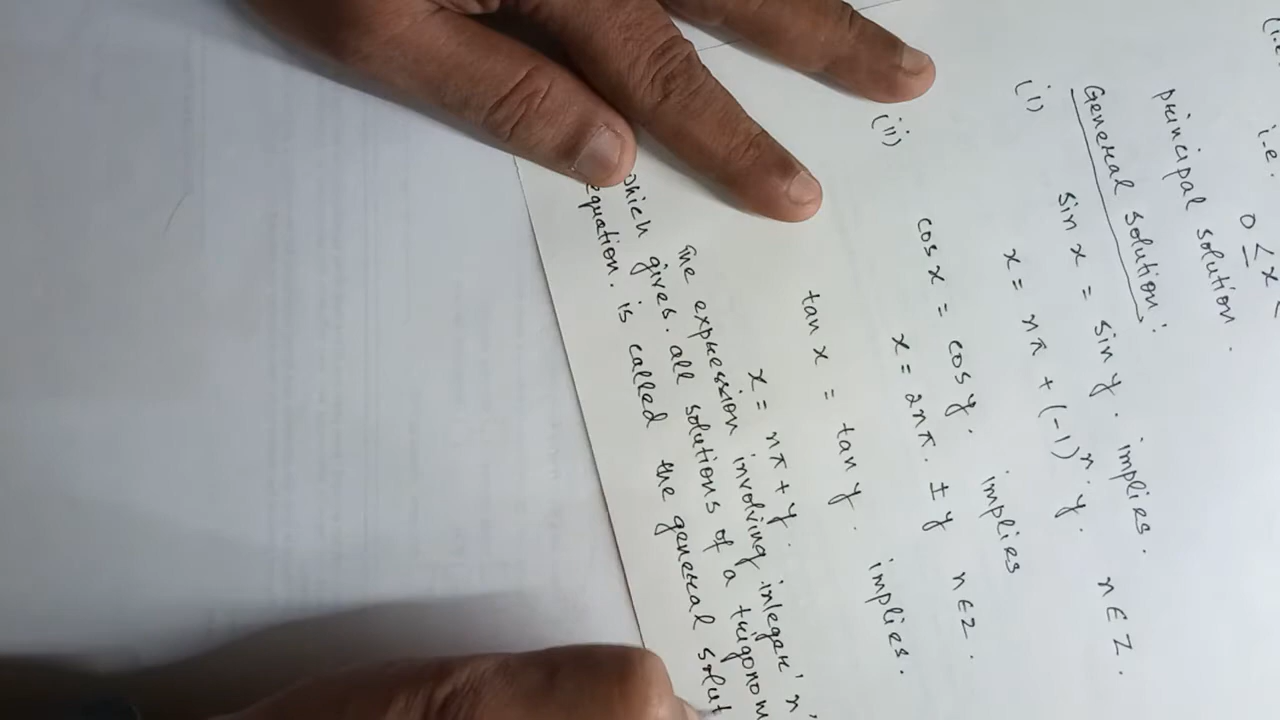 (i.e
i.e. 0 ≤ x <
principal solution.
General solution:
(i) sin x = sin y. implies.
x = nπ + (-1)ⁿ. y. n ∈ Z.
(ii) cos x = cos y. implies
x = 2nπ. ± y n ∈ Z.
tan x = tan y. implies.
x = nπ + y.
The expression involving integer 'n'
which gives. all solutions of a trigonom
equation. is called the general solut